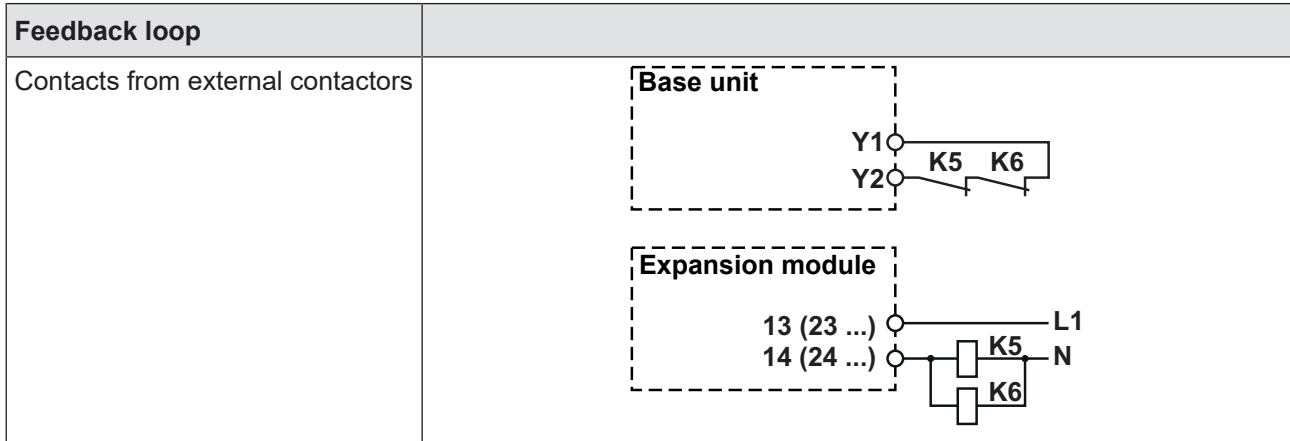 Feedback loop
Contacts from external contactors
Base unit
Y1
K5 K6
Y2
Expansion module
13 (23 ...) L1
14 (24 ...) K5 N
K6